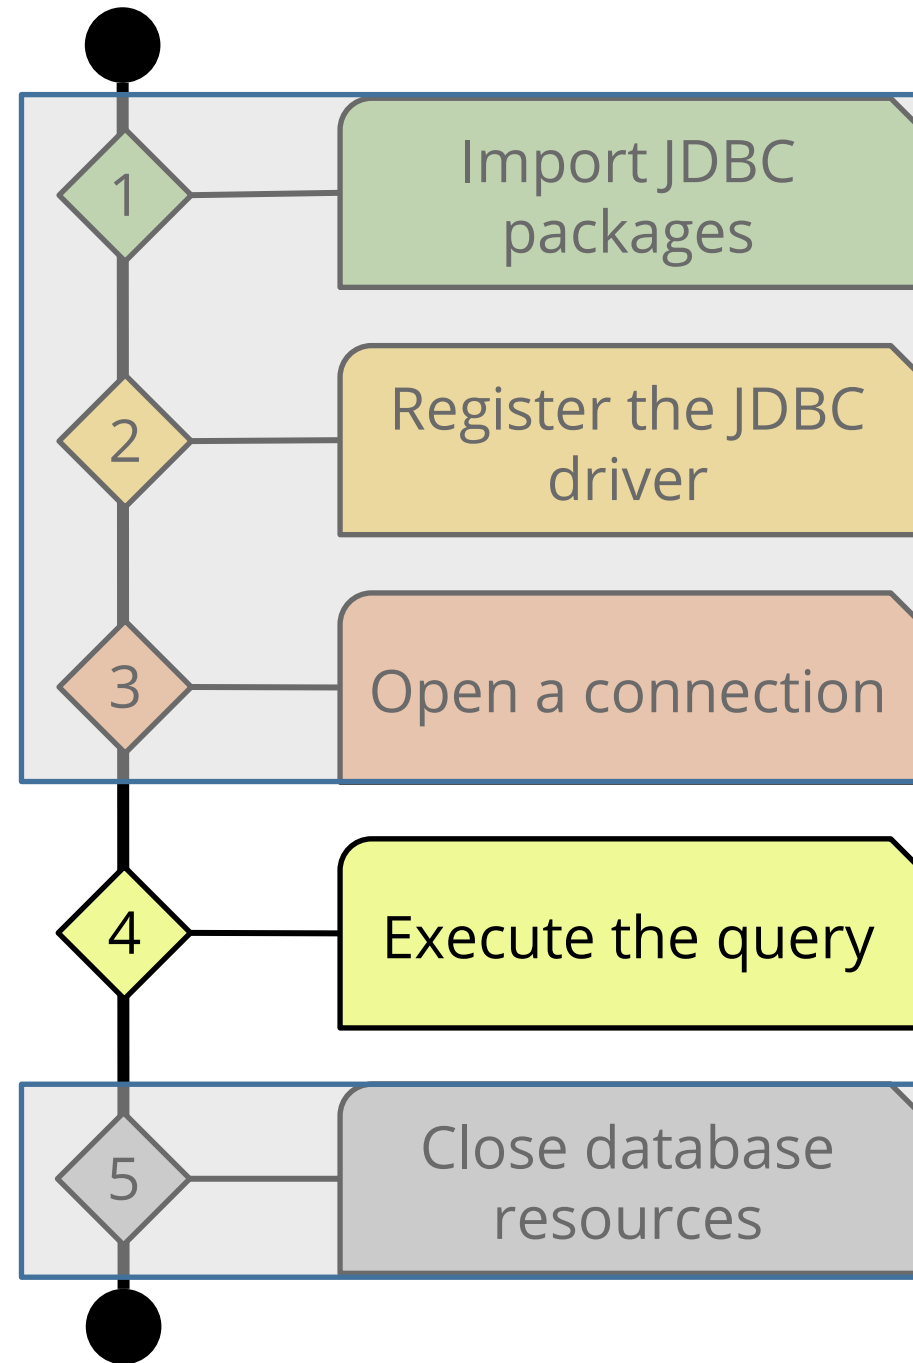 1
Import JDBC
packages
2
Register the JDBC
driver
3
Open a connection
4
Execute the query
5
Close database
resources